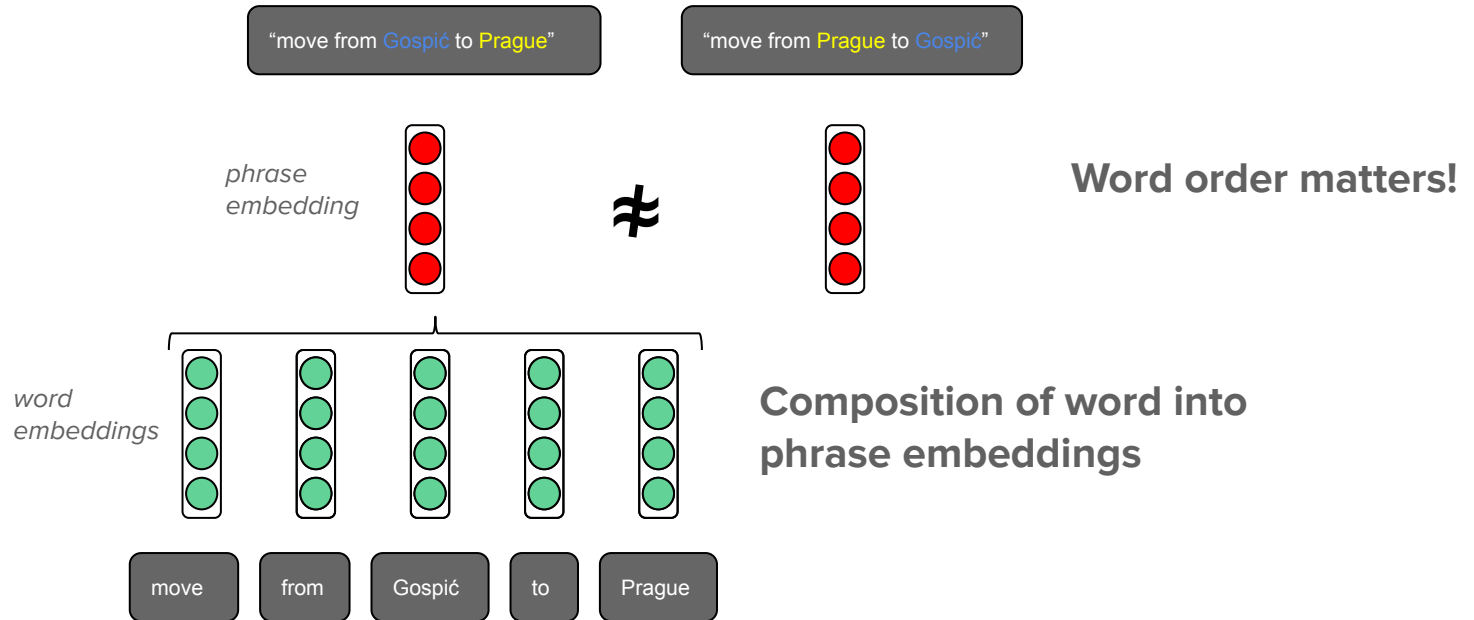 “move from Gospić to Prague”
“move from Prague to Gospić”
phrase
embedding
≉
Word order matters!
word
embeddings
Composition of word into
phrase embeddings
move
from
Gospić
to
Prague